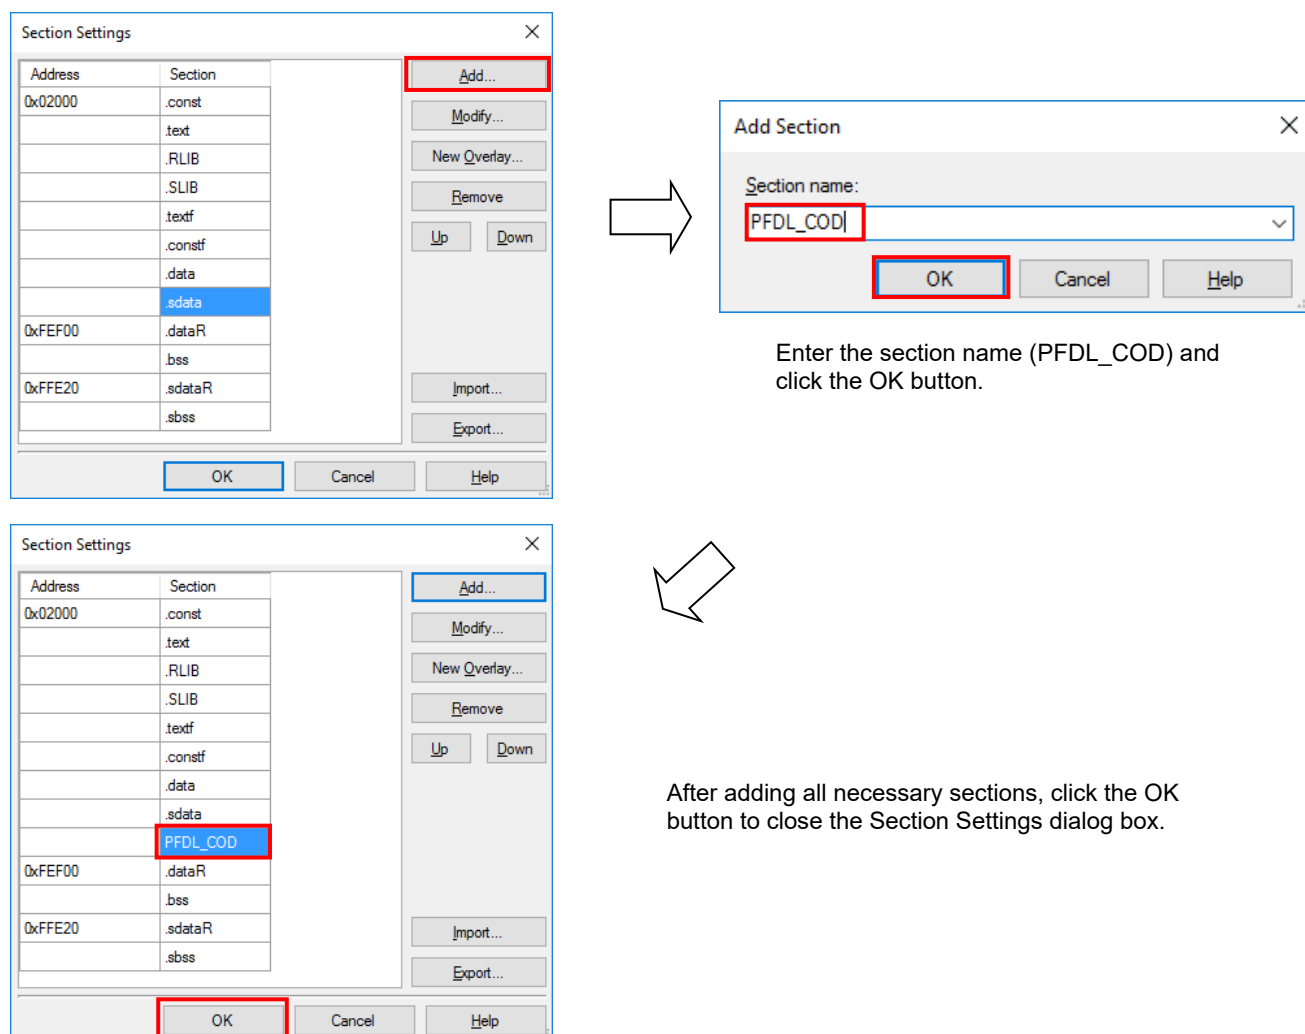 Section Settings
Address Section
0x02000 .const
.text
.RLIB
.SLIB
.textf
.constf
.data
.sdata
0xFEF00 .dataR
.bss
0xFFE20 .sdataR
.sbss
Add...
Modify...
New Overlay...
Remove
Up Down
Import...
Export...
OK Cancel Help
Add Section
Section name:
PFDL_COD
OK Cancel Help
Enter the section name (PFDL_COD) and
click the OK button.
Section Settings
Address Section
0x02000 .const
.text
.RLIB
.SLIB
.textf
.constf
.data
.sdata
PFDL_COD
0xFEF00 .dataR
.bss
0xFFE20 .sdataR
.sbss
Add...
Modify...
New Overlay...
Remove
Up Down
Import...
Export...
OK Cancel Help
After adding all necessary sections, click the OK
button to close the Section Settings dialog box.